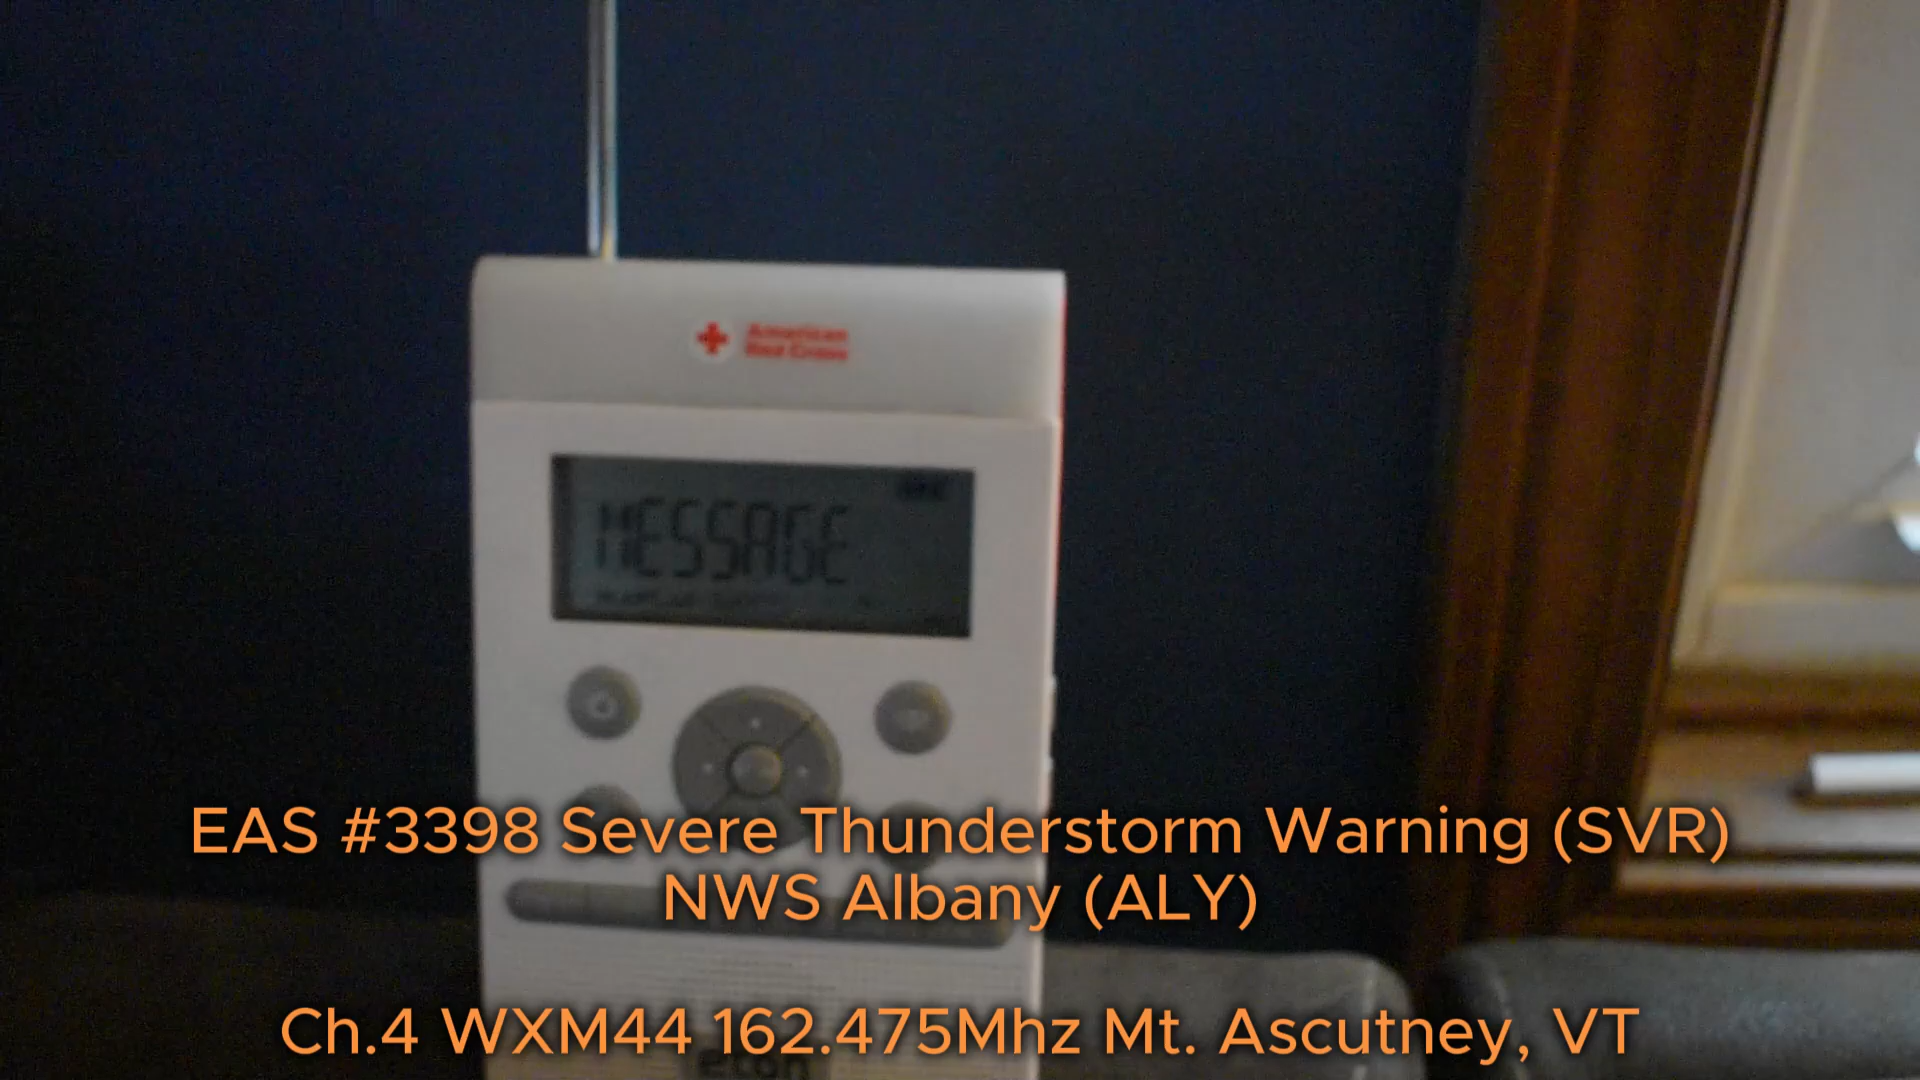 American
Red Cross
MESSAGE
EAS #3398 Severe Thunderstorm Warning (SVR)
NWS Albany (ALY)
Ch.4 WXM44 162.475Mhz Mt. Ascutney, VT
etón